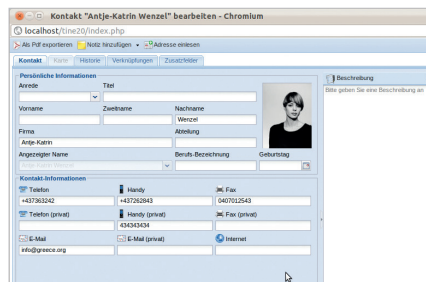 Kontakt "Antje-Katrin Wenzel" bearbeiten - Chromium
localhost/tine20/index.php
Als Pdf exportieren Notiz hinzufügen Adresse einlesen
Kontakt Karte Historie Verknüpfungen Zusatzfelder
Persönliche Informationen
Anrede Titel
Vorname Zweitname Nachname
Wenzel
Firma Abteilung
Antje-Katrin
Angezeigter Name Berufs-Bezeichnung Geburtstag
Antje-Katrin Wenzel
Kontakt-Informationen
Telefon Handy Fax
+437363242 +437262843 0407012543
Telefon (privat) Handy (privat) Fax (privat)
434343434
E-Mail E-Mail (privat) Internet
info@greece.org
Beschreibung
Bitte geben Sie eine Beschreibung an